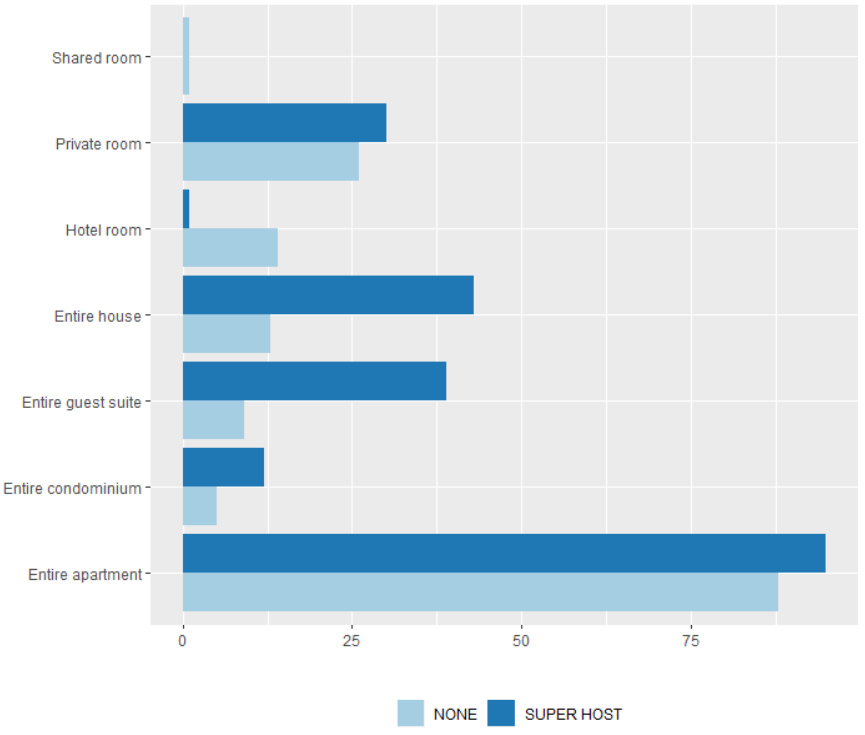 Shared room
Private room
Hotel room
Entire house
Entire guest suite
Entire condominium
Entire apartment
0 25 50 75
NONE SUPER HOST